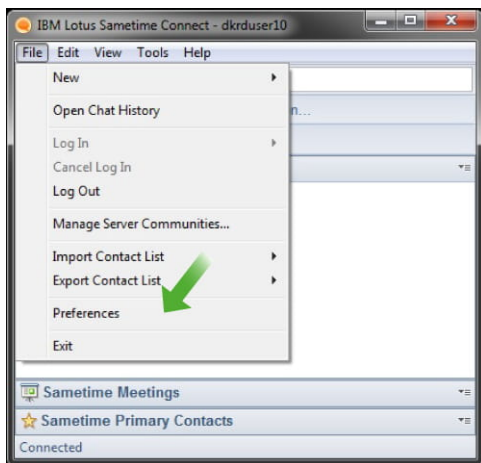 IBM Lotus Sametime Connect - dkrduser10
File Edit View Tools Help
New
n...
Open Chat History
Log In
Cancel Log In
Log Out
Manage Server Communities...
Import Contact List
Export Contact List
Preferences
Exit
Sametime Meetings
Sametime Primary Contacts
Connected